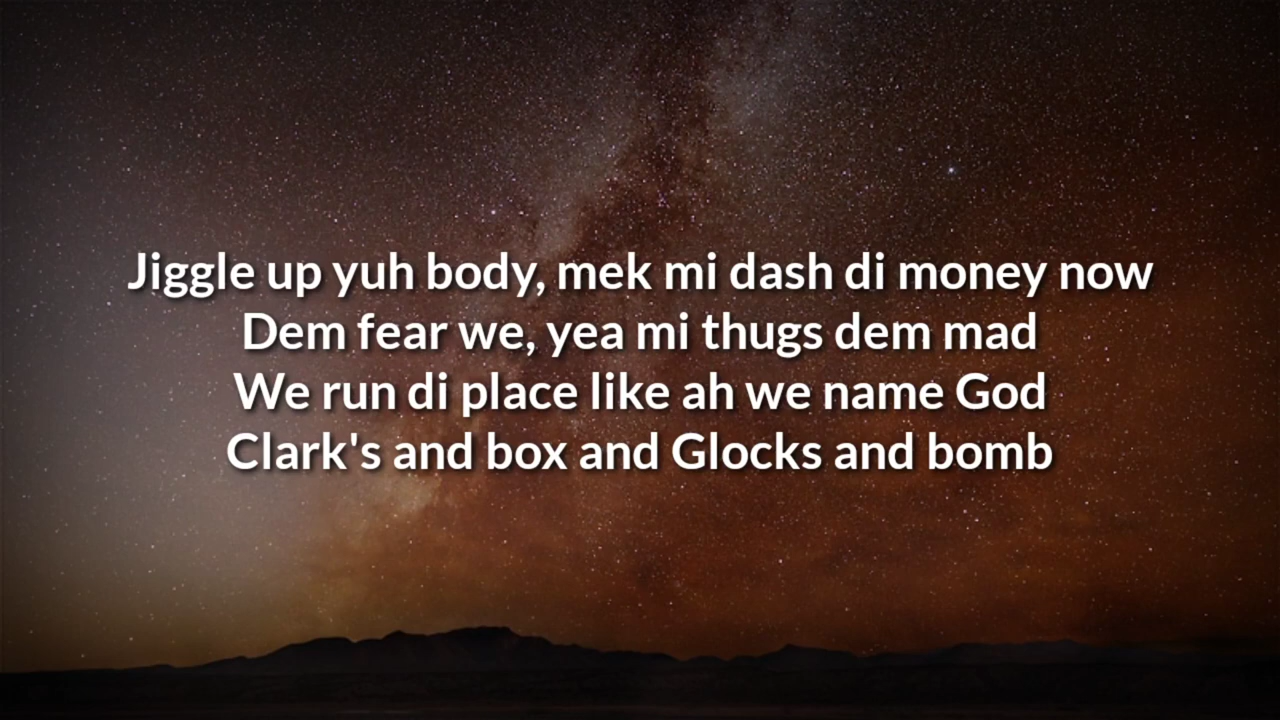 Jiggle up yuh body, mek mi dash di money now
Dem fear we, yea mi thugs dem mad
We run di place like ah we name God
Clark's and box and Glocks and bomb